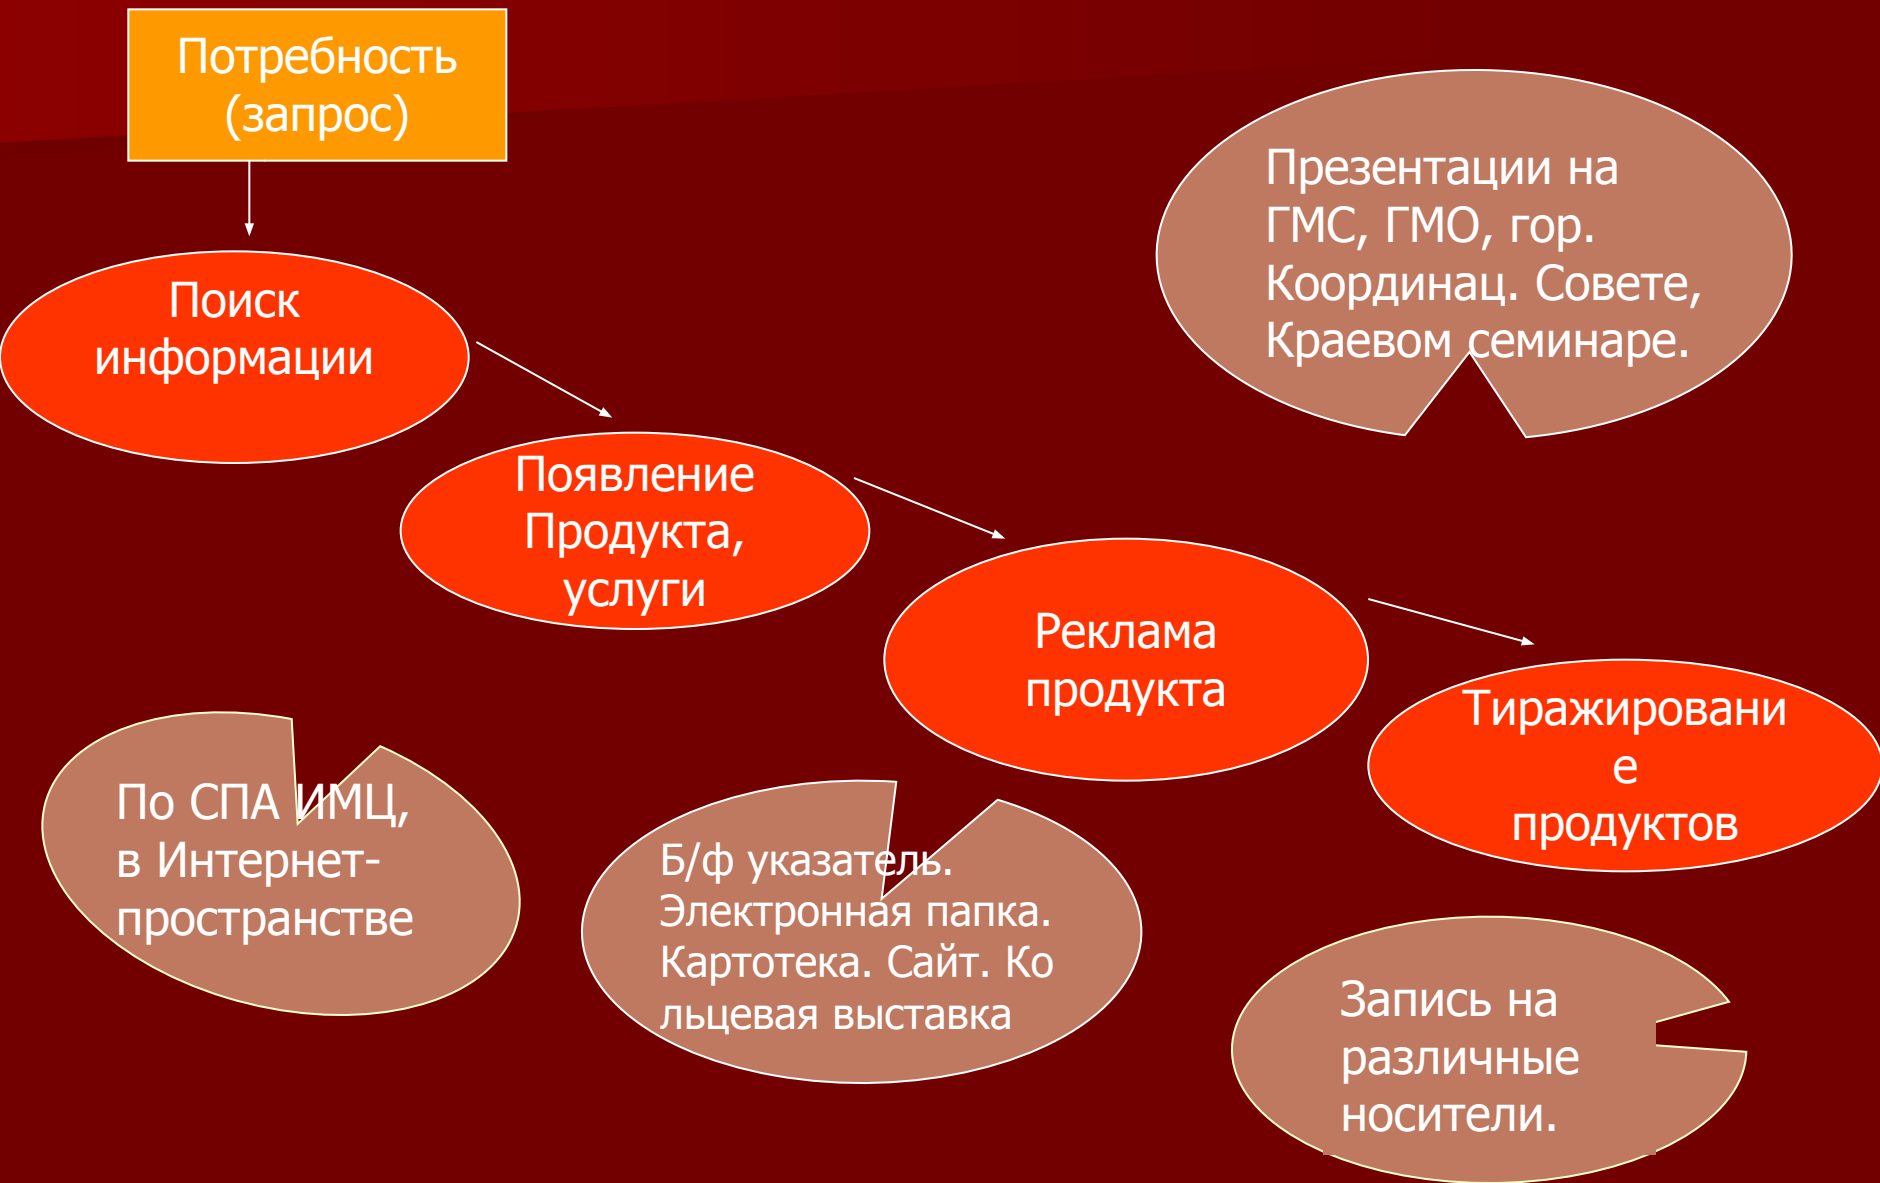 Потребность
(запрос)
Поиск
информации
Презентации на
ГМС, ГМО, гор.
Координац. Совете,
Краевом семинаре.
Появление
Продукта,
услуги
Реклама
продукта
Тиражировани
е
продуктов
По СПА ИМЦ,
в Интернет-
пространстве
Б/ф указатель.
Электронная папка.
Картотека. Сайт. Ко
льцевая выставка
Запись на
различные
носители.